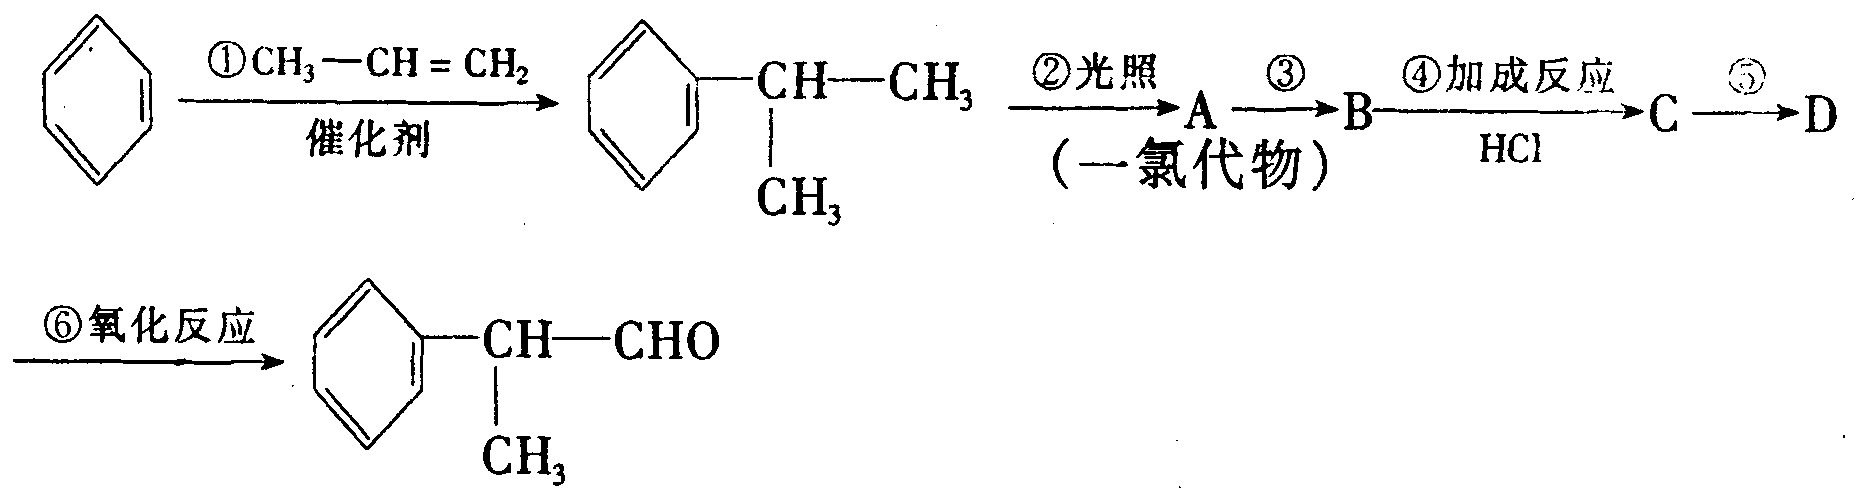 ①CH₃—CH=CH₂
催化剂
CH—CH₃
CH₃
②光照
A
(一氯代物)
③
B
④加成反应
HCl
C
⑤
D
⑥氧化反应
CH—CHO
CH₃